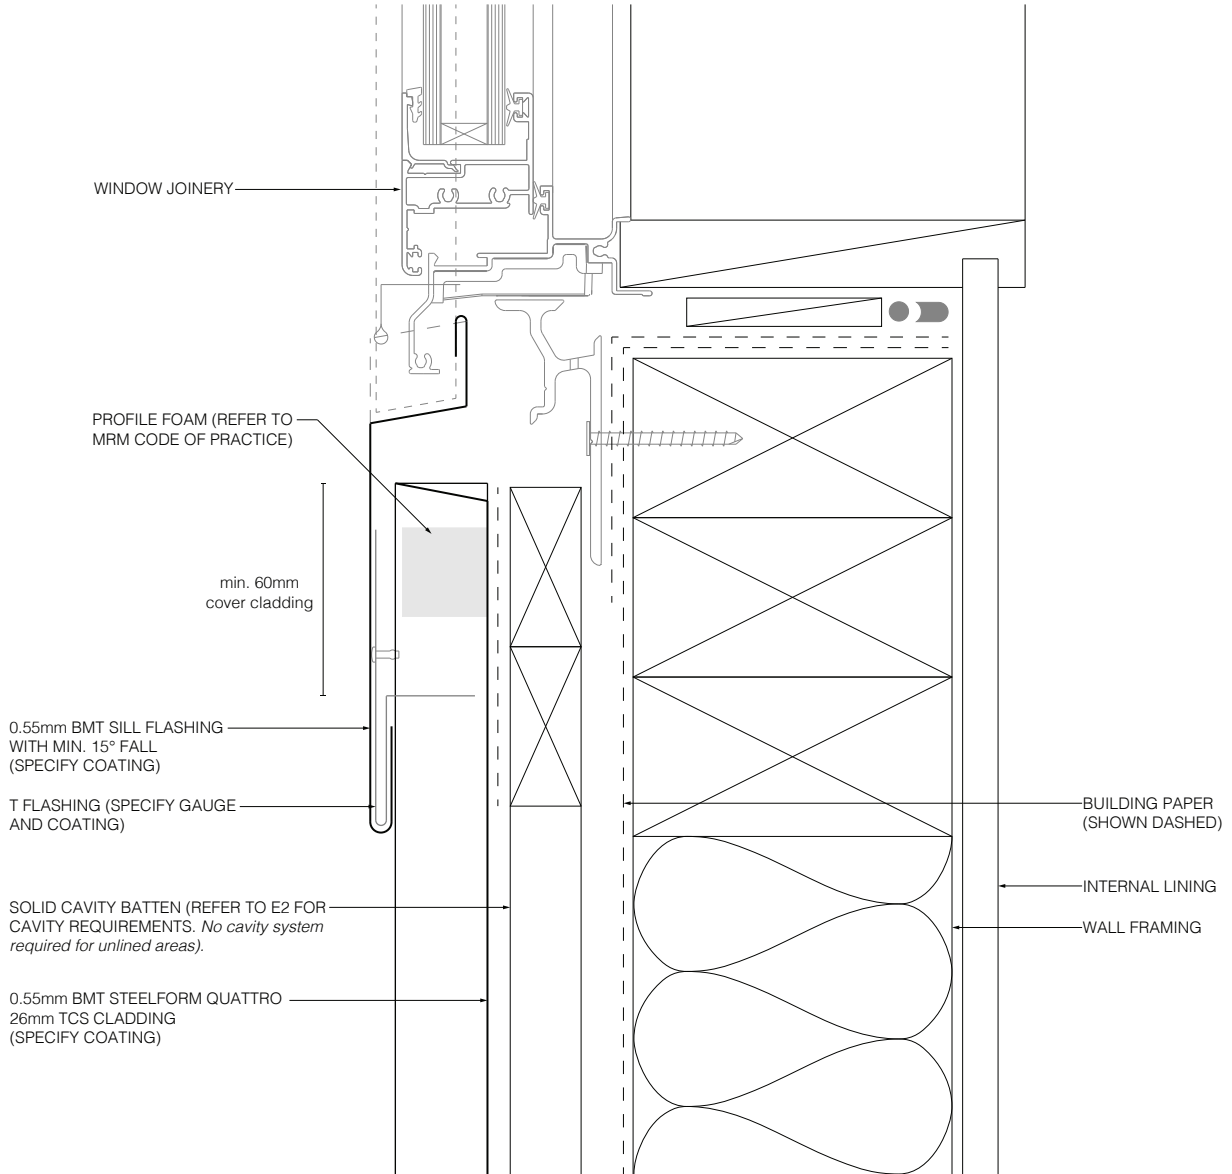 WINDOW JOINERY
PROFILE FOAM (REFER TO
MRM CODE OF PRACTICE)
min. 60mm
cover cladding
0.55mm BMT SILL FLASHING
WITH MIN. 15° FALL
(SPECIFY COATING)
T FLASHING (SPECIFY GAUGE
AND COATING)
BUILDING PAPER
(SHOWN DASHED)
INTERNAL LINING
WALL FRAMING
SOLID CAVITY BATTEN (REFER TO E2 FOR
CAVITY REQUIREMENTS. No cavity system
required for unlined areas).
0.55mm BMT STEELFORM QUATTRO
26mm TCS CLADDING
(SPECIFY COATING)